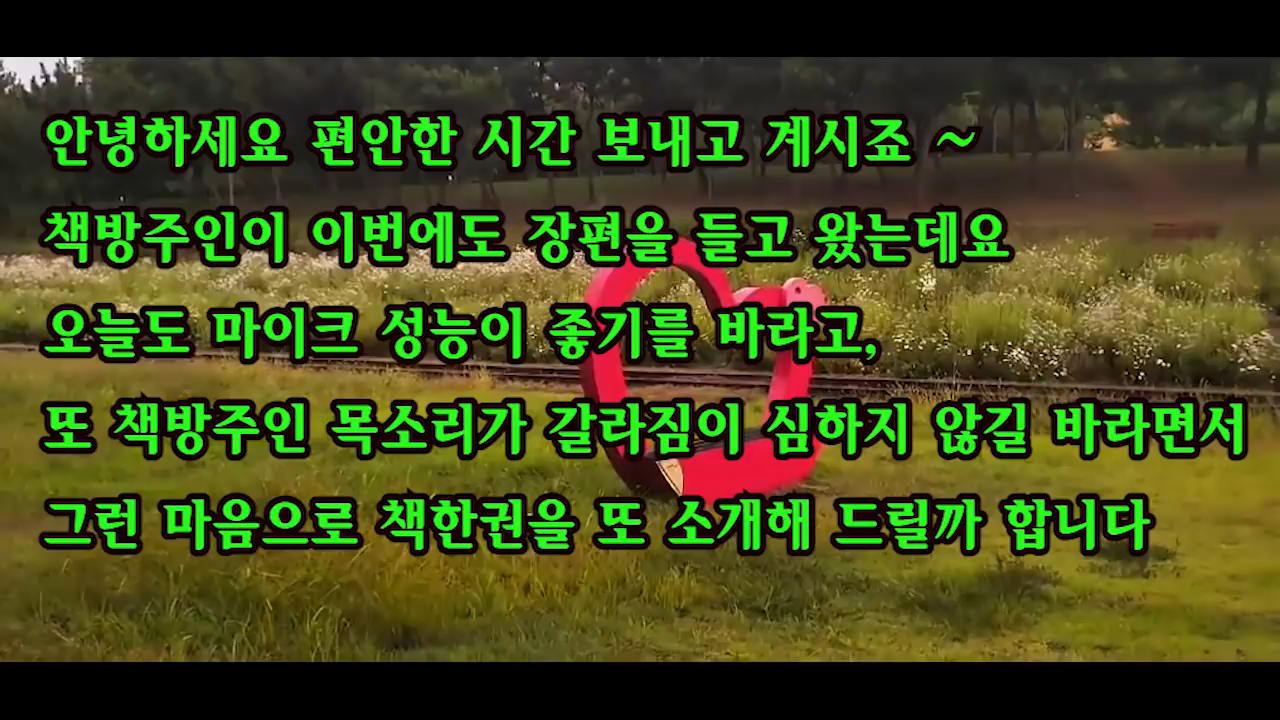 안녕하세요 편안한 시간 보내고 계시죠 ~
책방주인이 이번에도 장편을 들고 왔는데요
오늘도 마이크 성능이 좋기를 바라고,
또 책방주인 목소리가 갈라짐이 심하지 않길 바라면서
그런 마음으로 책한권을 또 소개해 드릴까 합니다